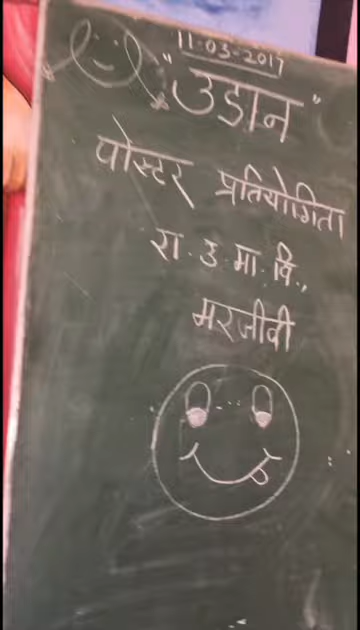 11-03-2017
"उडान"
पोस्टर प्रतियोगिता
रा. उ. मा. वि.,
मरजीवी